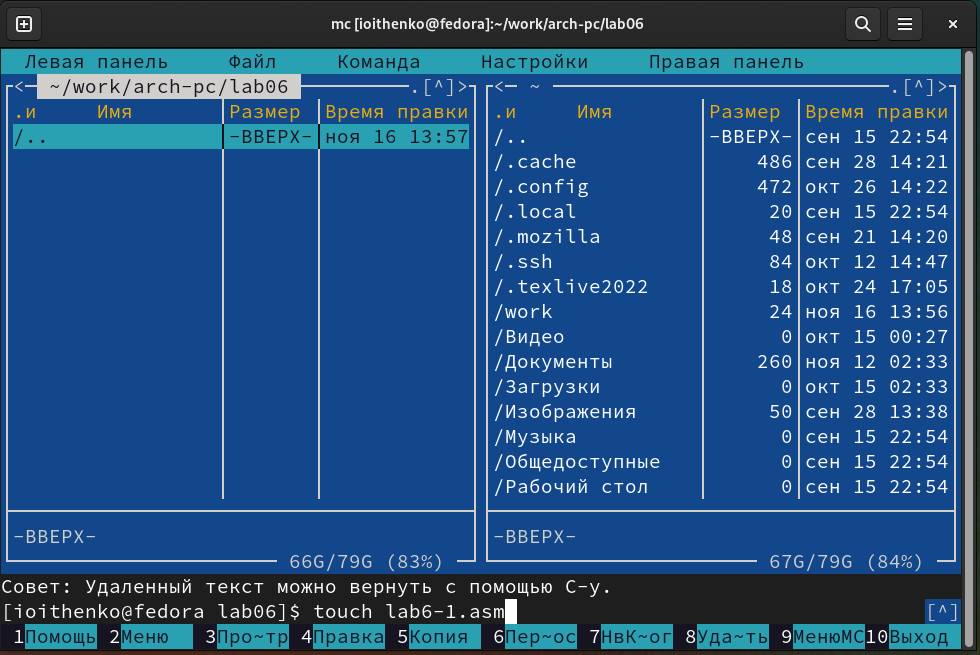 mc [ioithenko@fedora]:~/work/arch-pc/lab06
Левая панель Файл Команда Настройки Правая панель
<─ ~/work/arch-pc/lab06 ─.[^]>
.и Имя Размер Время правки
/.. -ВВЕРХ- ноя 16 13:57
-ВВЕРХ-
66G/79G (83%)
<─ ~ ─.[^]>
.и Имя Размер Время правки
/.. -ВВЕРХ- сен 15 22:54
/.cache 486 сен 28 14:21
/.config 472 окт 26 14:22
/.local 20 сен 15 22:54
/.mozilla 48 сен 21 14:20
/.ssh 84 окт 12 14:47
/.texlive2022 18 окт 24 17:05
/work 24 ноя 16 13:56
/Видео 0 окт 15 00:27
/Документы 260 ноя 12 02:33
/Загрузки 0 окт 15 02:33
/Изображения 50 сен 28 13:38
/Музыка 0 сен 15 22:54
/Общедоступные 0 сен 15 22:54
/Рабочий стол 0 сен 15 22:54
-ВВЕРХ-
67G/79G (84%)
Совет: Удаленный текст можно вернуть с помощью C-y.
[ioithenko@fedora lab06]$ touch lab6-1.asm [^]
1Помощь 2Меню 3Про~тр 4Правка 5Копия 6Пер~ос 7НвК~ог 8Уда~ть 9МенюMC 10Выход